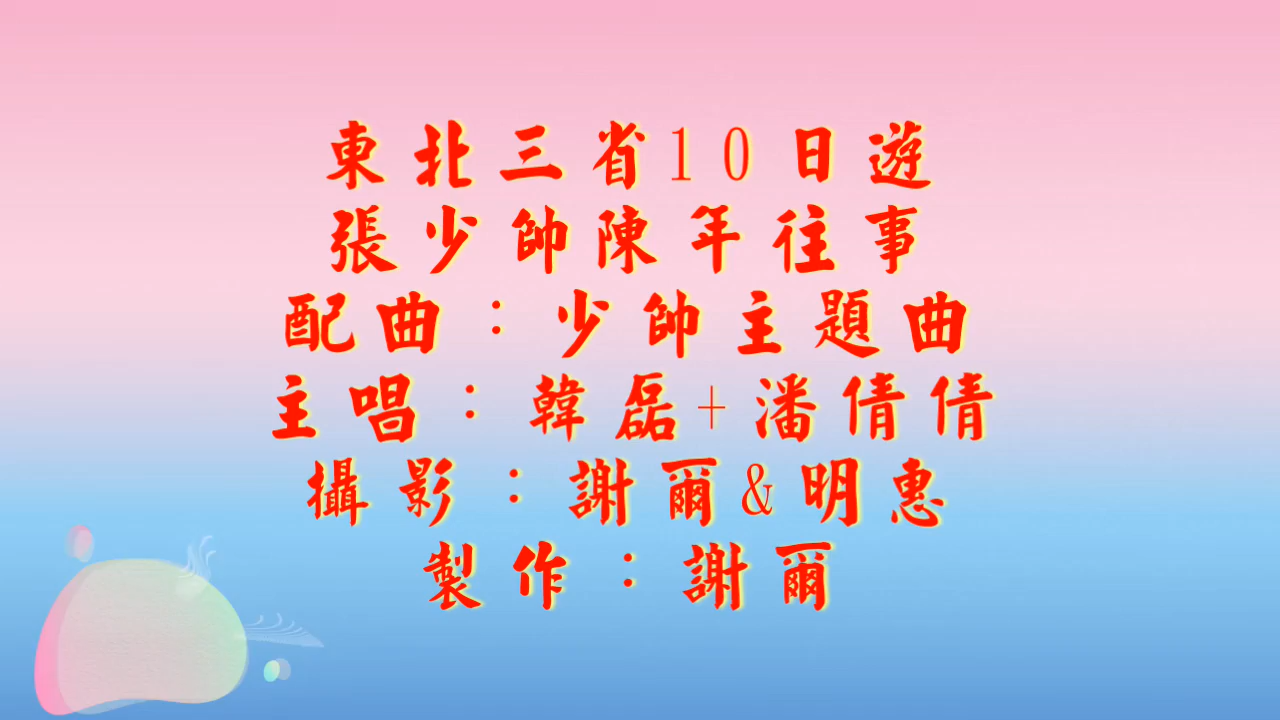 東北三省10日遊
張少帥陳年往事
配曲：少帥主題曲
主唱：韓磊+潘倩倩
攝影：謝爾&明惠
製作：謝爾